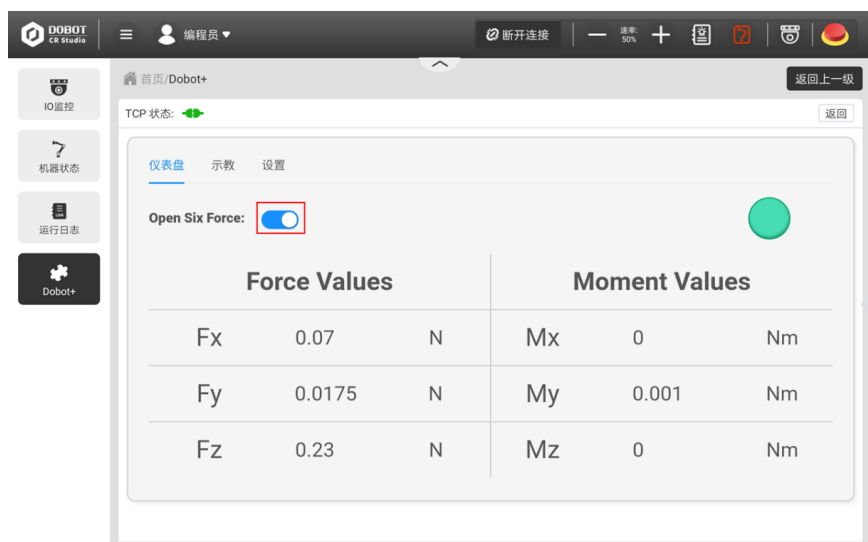 DOBOT
CR Studio
编程员
断开连接
速率:
50%
首页/Dobot+
返回上一级
IO监控
TCP 状态:
返回
机器状态
仪表盘 示教 设置
运行日志
Open Six Force:
Dobot+
Force Values Moment Values
Fx 0.07 N Mx 0 Nm
Fy 0.0175 N My 0.001 Nm
Fz 0.23 N Mz 0 Nm